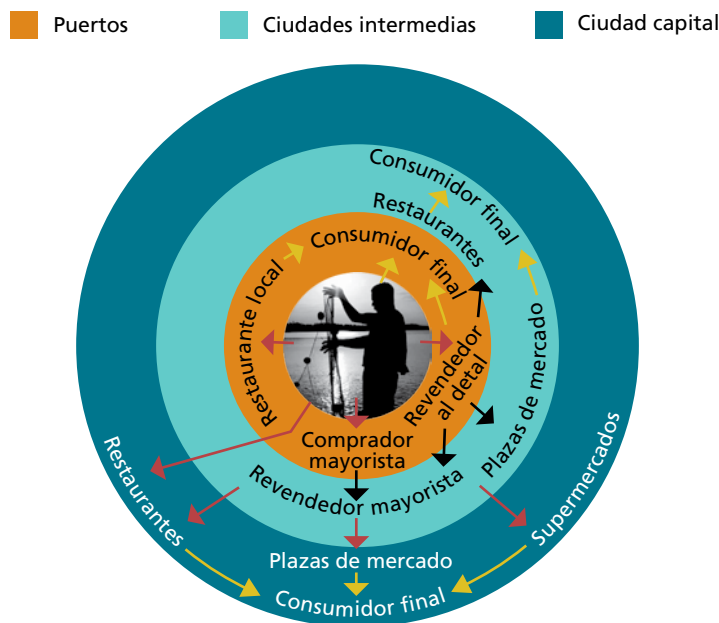 Puertos
Ciudades intermedias
Ciudad capital
Consumidor final
Restaurantes
Consumidor final
Restaurante local
Revendedor
al detal
Plazas de mercado
Comprador
mayorista
Revendedor mayorista
Restaurantes
Supermercados
Plazas de mercado
Consumidor final